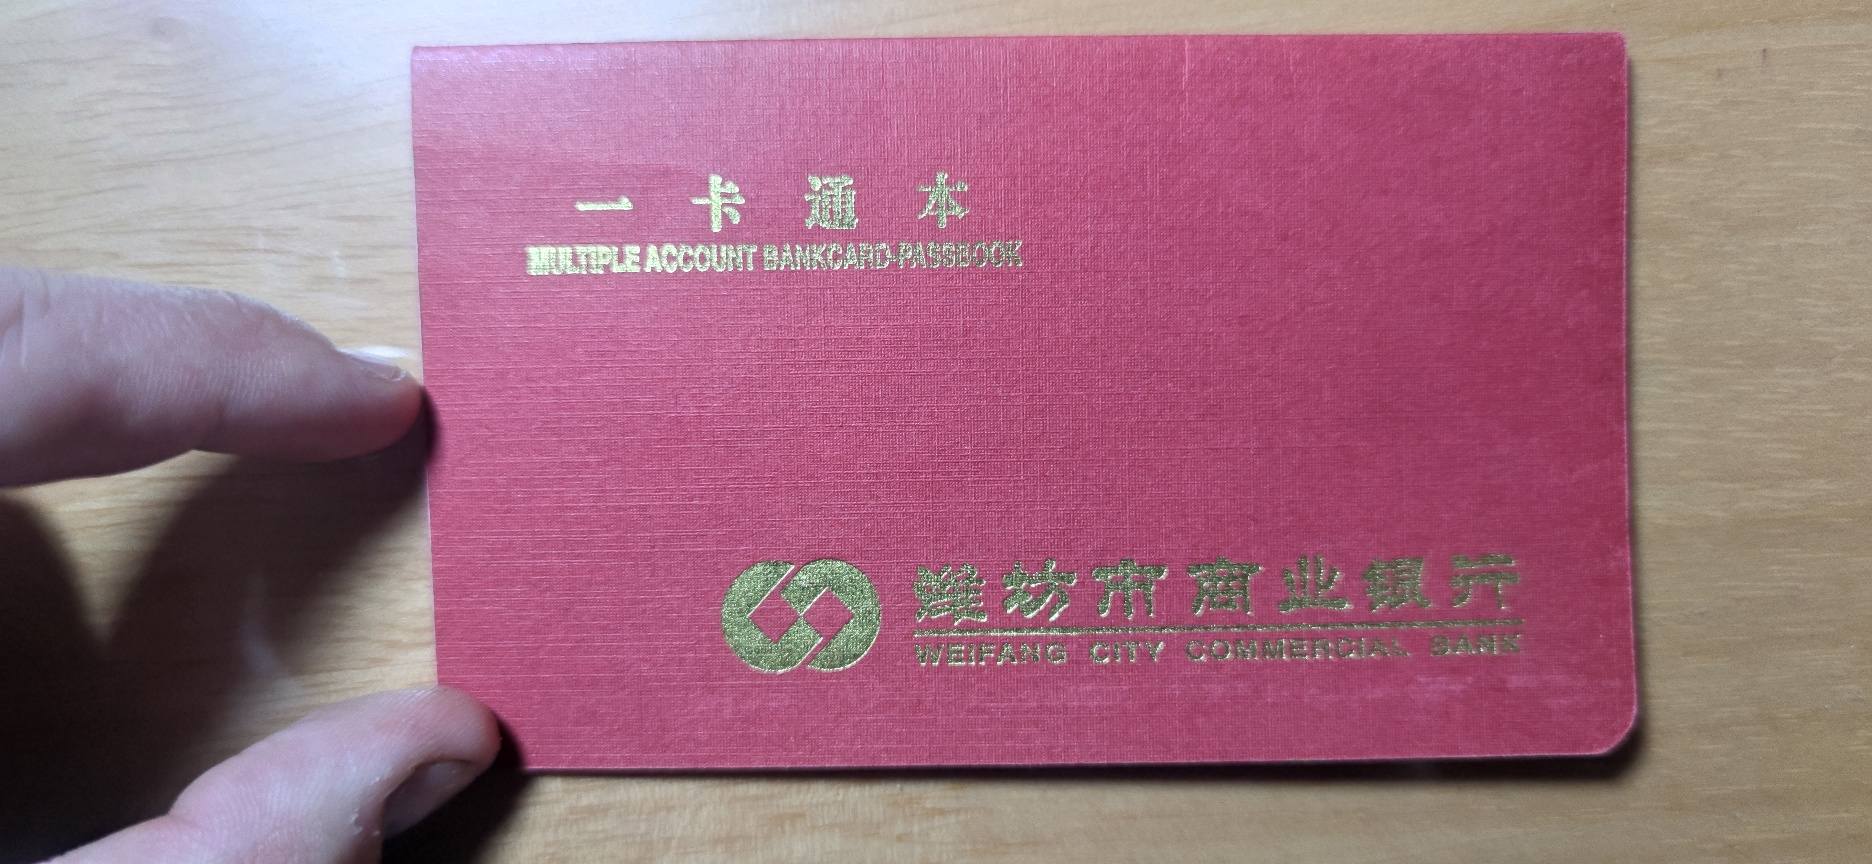 一卡通本
MULTIPLE ACCOUNT BANKCARD-PASSBOOK
潍坊市商业银行
WEIFANG CITY COMMERCIAL BANK